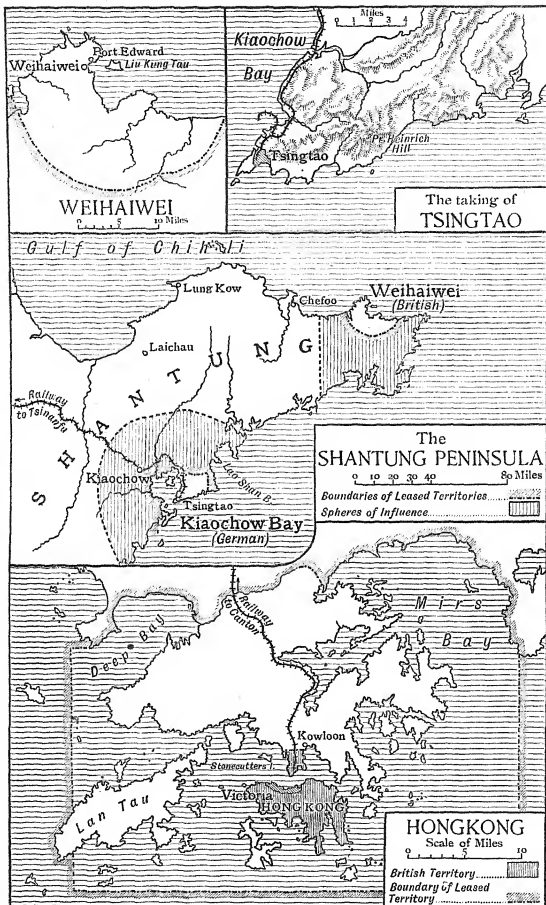 Port Edward
Weihaiwei
Liu Kung Tau
WEIHAIWEI
0 5 10 Miles
Miles
0 1 2 3 4
Kiaochow
Bay
Pr. Heinrich
Hill
Tsingtao
The taking of
TSINGTAO
Gulf of Chihli
Lung Kow
Chefoo
Weihaiwei
(British)
Laichau
SHANTUNG
Railway
to Tsinanfu
Kiaochow
Lao Shan B.
Tsingtao
Kiaochow Bay
(German)
The
SHANTUNG PENINSULA
0 10 20 30 40 80 Miles
Boundaries of Leased Territories
Spheres of Influence
Railway
to Canton
Mirs
Bay
Deep Bay
Kowloon
Stonecutters I.
Victoria
HONG KONG
Lan Tau
HONGKONG
Scale of Miles
0 5 10
British Territory
Boundary of Leased
Territory